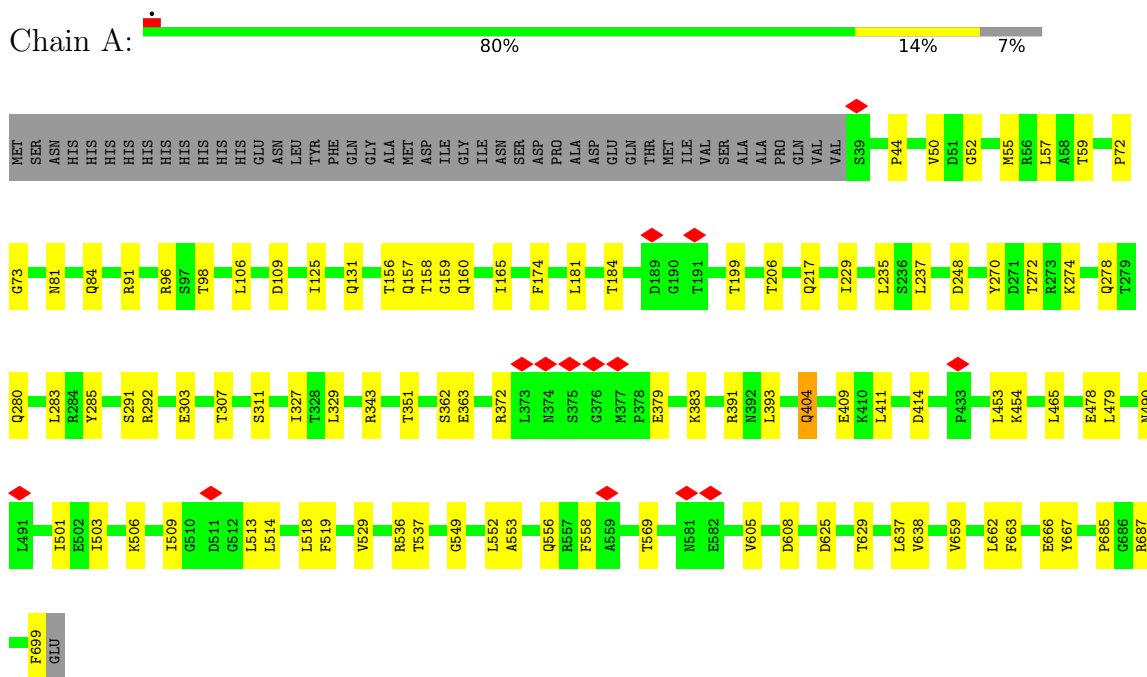 Chain A:
80% 14% 7%
MET SER ASN HIS HIS HIS HIS HIS HIS HIS HIS HIS HIS GLU ASN LEU TYR PHE GLN GLY ALA MET ASP ILE GLY ILE ASN SER ASP PRO ALA ASP GLU GLN THR MET ILE VAL SER ALA ALA PRO GLN VAL VAL S39 P44 V50 D51 G52 M55 R56 L57 A58 T59 P72
G73 N81 Q84 R91 R96 S97 T98 L106 D109 I125 Q131 T156 Q157 T158 G159 Q160 I165 F174 L181 T184 D189 G190 T191 T199 T206 Q217 I229 L235 S236 L237 D248 Y270 D271 T272 R273 K274 Q278 T279
Q280 L283 R284 Y285 S291 R292 E303 T307 S311 I327 T328 L329 R343 T351 S362 E363 R372 L373 N374 S375 G376 M377 P378 E379 K383 R391 N392 L393 Q404 E409 K410 L411 D414 P433 L453 K454 L465 E478 L479 N490
L491 I501 E502 I503 K506 I509 G510 D511 G512 L513 L514 L518 F519 V529 R536 T537 G549 L552 A553 Q556 R557 F558 A559 T569 N581 E582 V605 D608 D625 T629 L637 V638 V659 L662 F663 E666 Y667 P685 G686 R687
F699 GLU